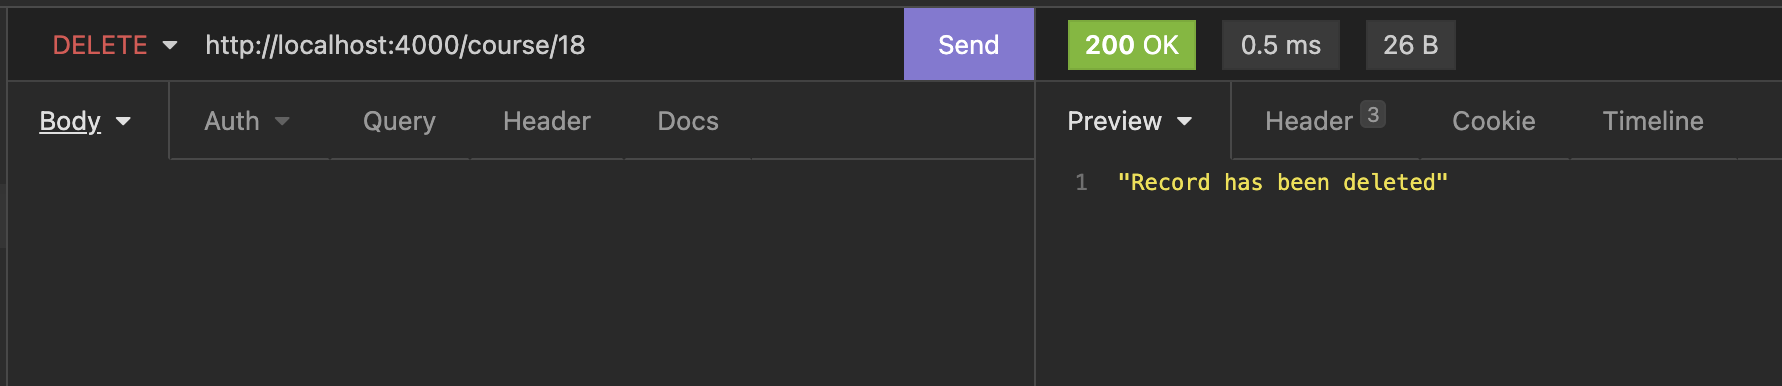 DELETE http://localhost:4000/course/18 Send 200 OK 0.5 ms 26 B
Body Auth Query Header Docs Preview Header 3 Cookie Timeline
1 "Record has been deleted"